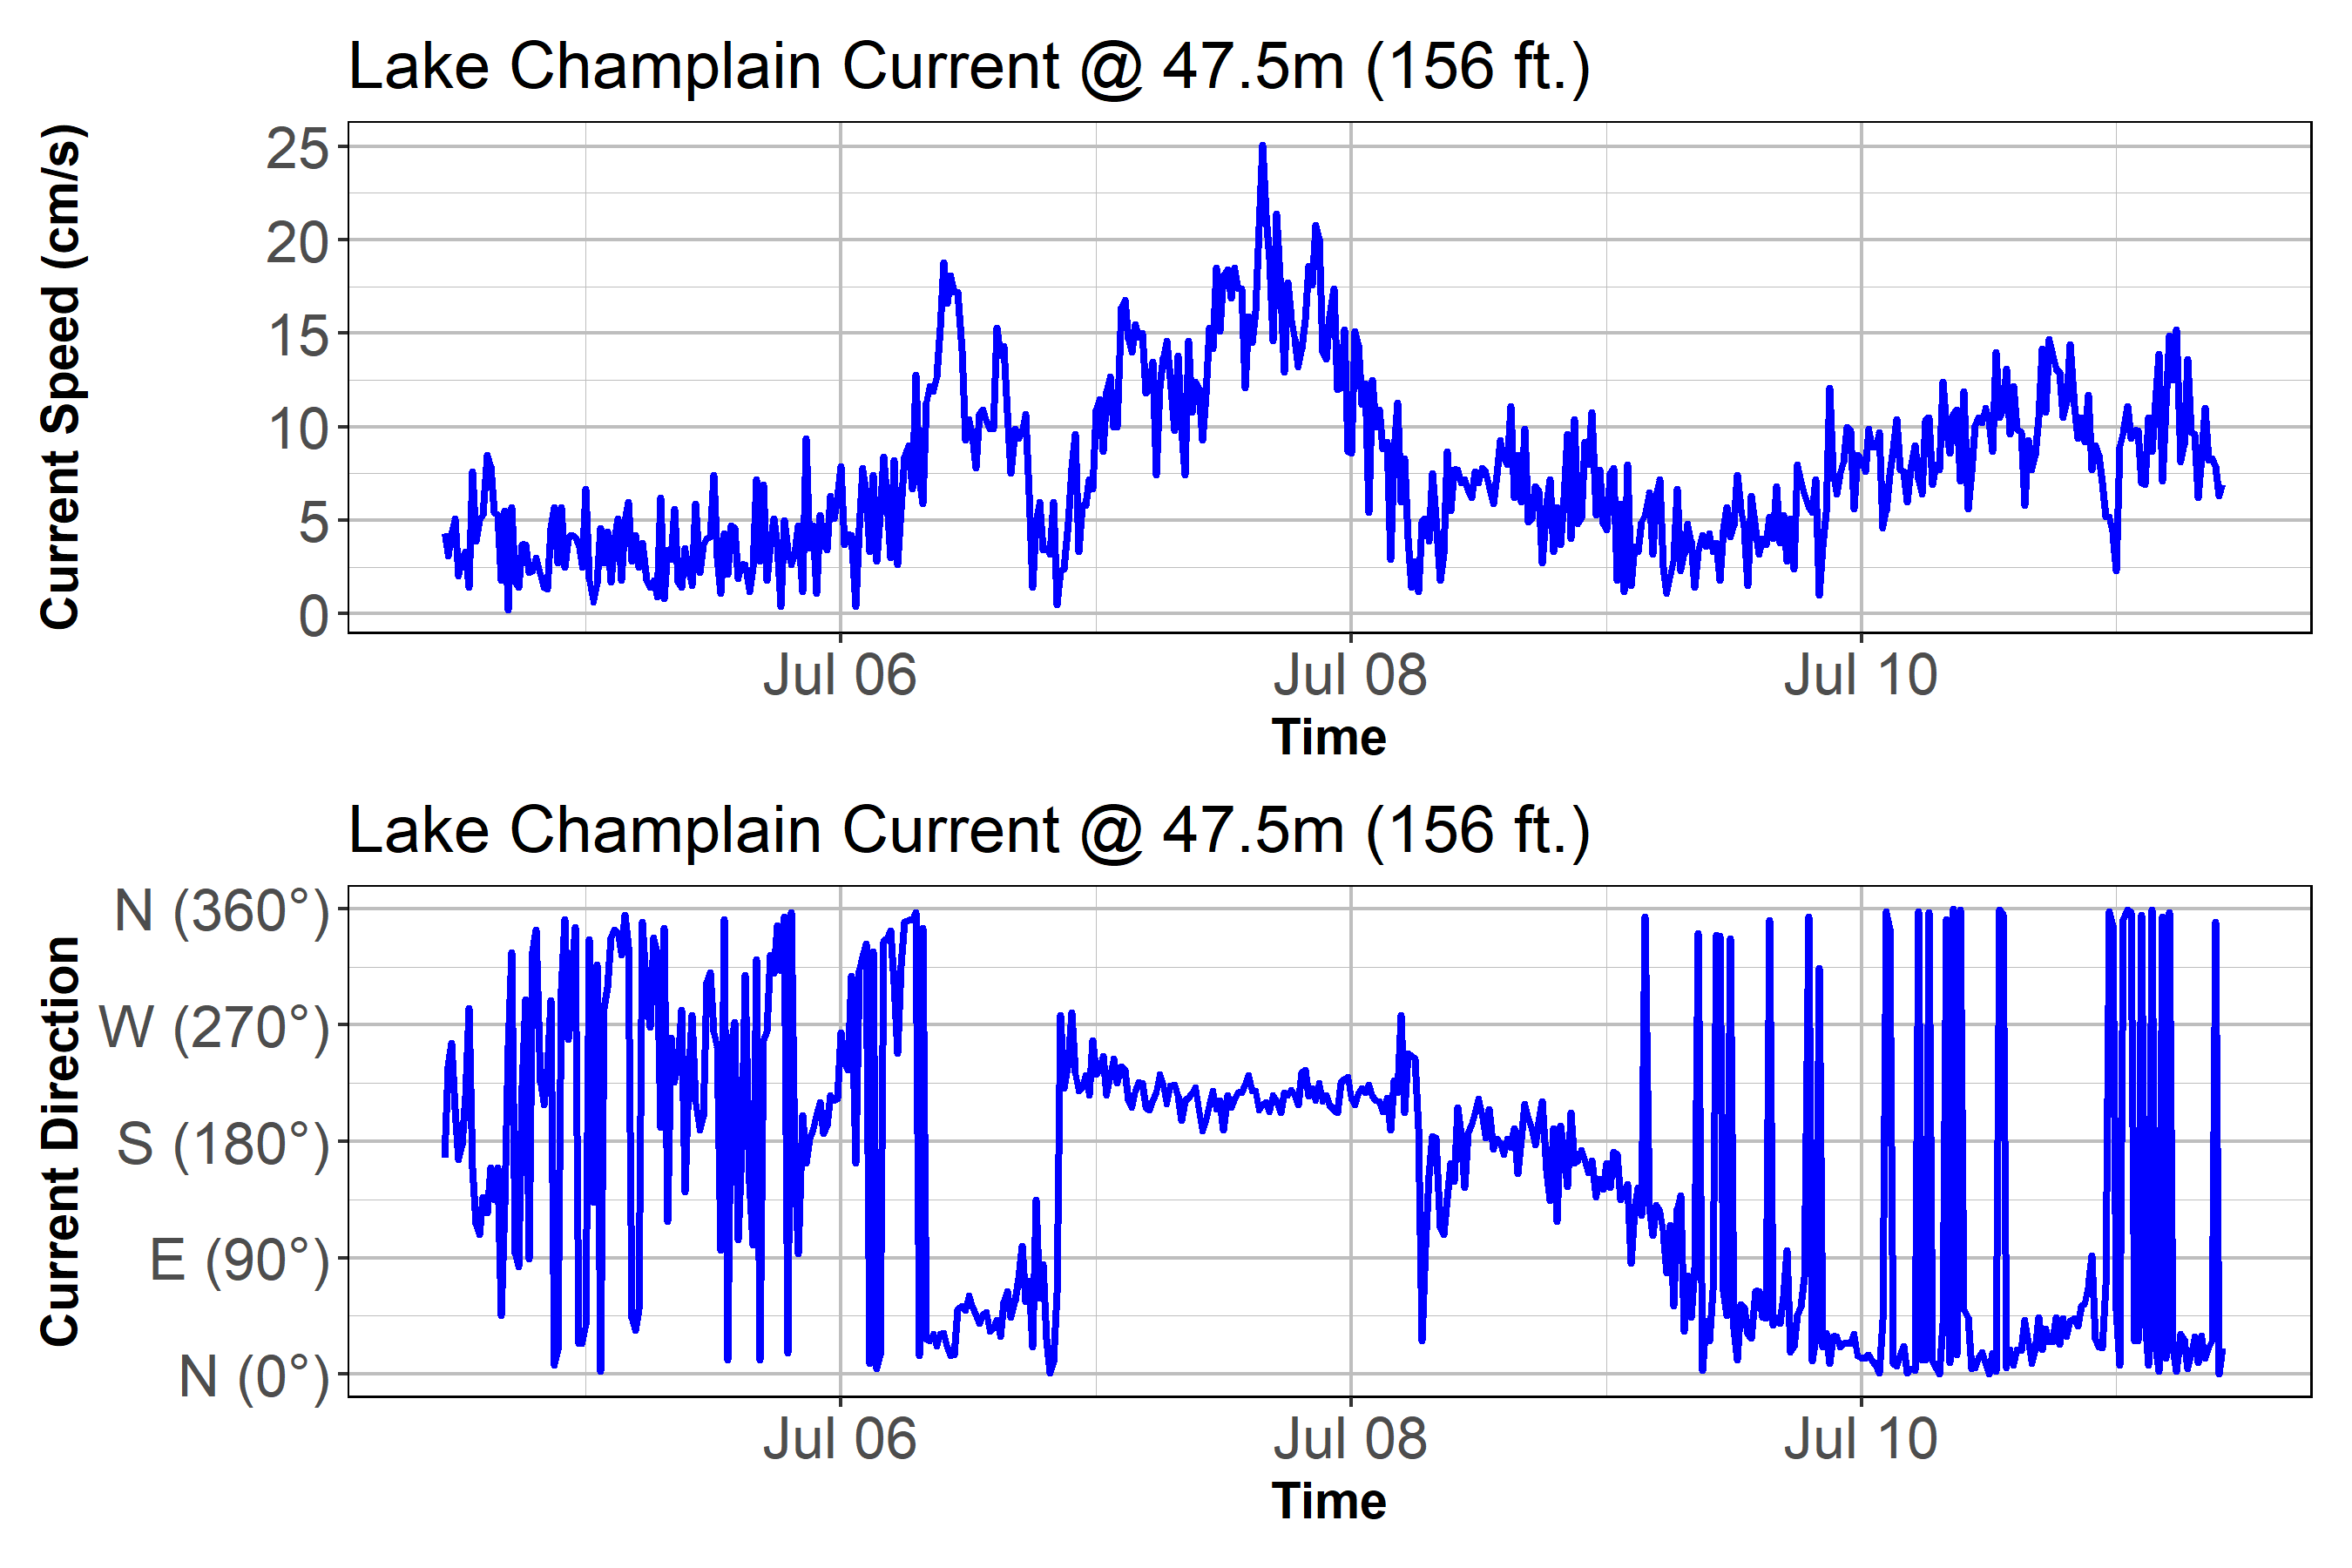 Lake Champlain Current @ 47.5m (156 ft.)
Current Speed (cm/s)
25
20
15
10
5
0
Jul 06 Jul 08 Jul 10
Time
Lake Champlain Current @ 47.5m (156 ft.)
Current Direction
N (360°)
W (270°)
S (180°)
E (90°)
N (0°)
Jul 06 Jul 08 Jul 10
Time